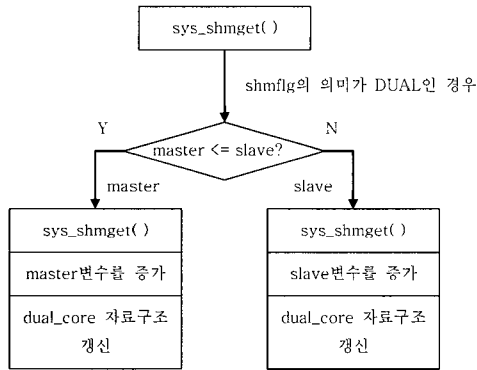 sys_shmget( )
shmflg의 의미가 DUAL인 경우
Y
N
master <= slave?
master
slave
sys_shmget( )
master변수를 증가
dual_core 자료구조
갱신
sys_shmget( )
slave변수를 증가
dual_core 자료구조
갱신